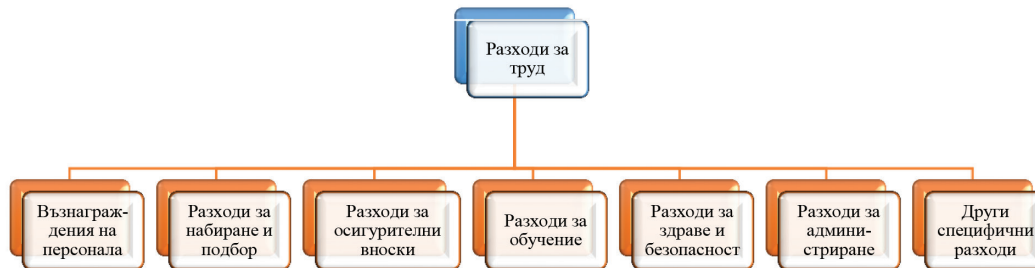 Разходи за
труд
Възнаграж-
дения на
персонала
Разходи за
набиране и
подбор
Разходи за
осигурителни
вноски
Разходи за
обучение
Разходи за
здраве и
безопасност
Разходи за
админи-
стриране
Други
специфични
разходи